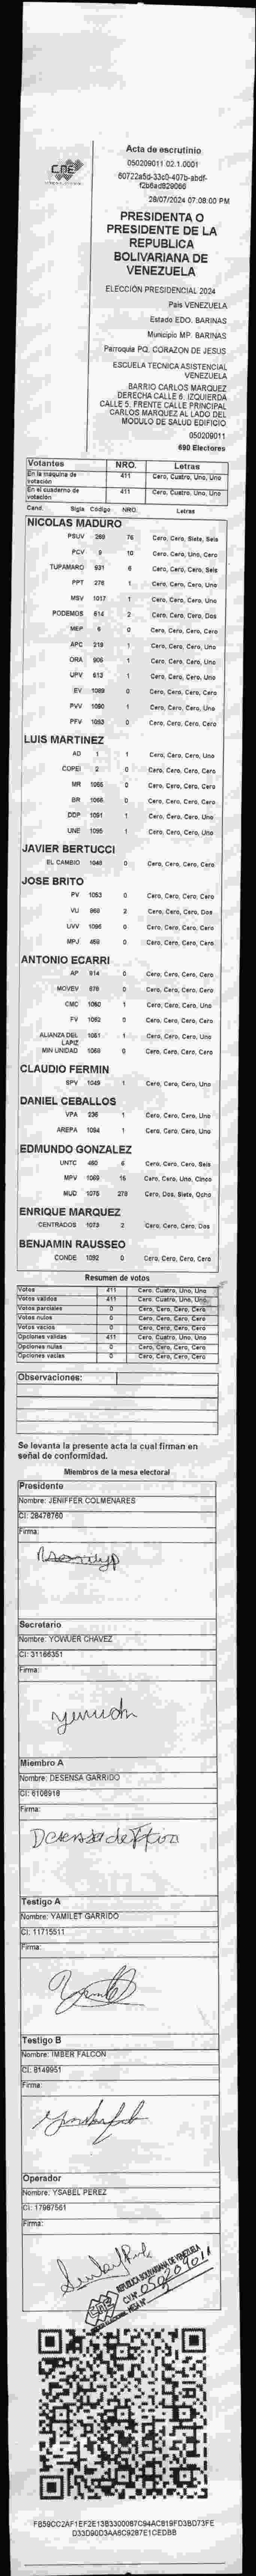 CNE
Acta de escrutinio
050209011.02.1.0001
60722a5d-33c0-407b-abdf-
f2b6ad829066
28/07/2024 07:08:00 PM
PRESIDENTA O
PRESIDENTE DE LA
REPUBLICA
BOLIVARIANA DE
VENEZUELA
ELECCIÓN PRESIDENCIAL 2024
País VENEZUELA
Estado EDO. BARINAS
Municipio MP. BARINAS
Parroquia PQ. CORAZON DE JESUS
ESCUELA TECNICA ASISTENCIAL
VENEZUELA
BARRIO CARLOS MARQUEZ
DERECHA CALLE 6. IZQUIERDA
CALLE 5. FRENTE CALLE PRINCIPAL
CARLOS MARQUEZ AL LADO DEL
MODULO DE SALUD EDIFICIO
050209011
690 Electores
Votantes NRO. Letras
En la maquina de votación 411 Cero, Cuatro, Uno, Uno
En el cuaderno de votación 411 Cero, Cuatro, Uno, Uno
Cand. Sigla Código NRO. Letras
NICOLAS MADURO
PSUV 269 76 Cero, Cero, Siete, Seis
PCV 9 10 Cero, Cero, Uno, Cero
TUPAMARO 931 6 Cero, Cero, Cero, Seis
PPT 276 1 Cero, Cero, Cero, Uno
MSV 1017 1 Cero, Cero, Cero, Uno
PODEMOS 614 2 Cero, Cero, Cero, Dos
MEP 6 0 Cero, Cero, Cero, Cero
APC 219 1 Cero, Cero, Cero, Uno
ORA 906 1 Cero, Cero, Cero, Uno
UPV 613 1 Cero, Cero, Cero, Uno
EV 1089 0 Cero, Cero, Cero, Cero
PVV 1090 1 Cero, Cero, Cero, Uno
PFV 1093 0 Cero, Cero, Cero, Cero
LUIS MARTINEZ
AD 1 1 Cero, Cero, Cero, Uno
COPEI 2 0 Cero, Cero, Cero, Cero
MR 1065 0 Cero, Cero, Cero, Cero
BR 1068 0 Cero, Cero, Cero, Cero
DDP 1091 1 Cero, Cero, Cero, Uno
UNE 1095 1 Cero, Cero, Cero, Uno
JAVIER BERTUCCI
EL CAMBIO 1048 0 Cero, Cero, Cero, Cero
JOSE BRITO
PV 1053 0 Cero, Cero, Cero, Cero
VU 968 2 Cero, Cero, Cero, Dos
UVV 1096 0 Cero, Cero, Cero, Cero
MPJ 459 0 Cero, Cero, Cero, Cero
ANTONIO ECARRI
AP 914 0 Cero, Cero, Cero, Cero
MOVEV 876 0 Cero, Cero, Cero, Cero
CMC 1060 1 Cero, Cero, Cero, Uno
FV 1062 0 Cero, Cero, Cero, Cero
ALIANZA DEL LAPIZ 1061 1 Cero, Cero, Cero, Uno
MIN UNIDAD 1058 0 Cero, Cero, Cero, Cero
CLAUDIO FERMIN
SPV 1049 1 Cero, Cero, Cero, Uno
DANIEL CEBALLOS
VPA 236 1 Cero, Cero, Cero, Uno
AREPA 1094 1 Cero, Cero, Cero, Uno
EDMUNDO GONZALEZ
UNTC 460 6 Cero, Cero, Cero, Seis
MPV 1069 15 Cero, Cero, Uno, Cinco
MUD 1075 278 Cero, Dos, Siete, Ocho
ENRIQUE MARQUEZ
CENTRADOS 1073 2 Cero, Cero, Cero, Dos
BENJAMIN RAUSSEO
CONDE 1092 0 Cero, Cero, Cero, Cero
Resumen de votos
Votos 411 Cero, Cuatro, Uno, Uno
Votos validos 411 Cero, Cuatro, Uno, Uno
Votos parciales 0 Cero, Cero, Cero, Cero
Votos nulos 0 Cero, Cero, Cero, Cero
Votos vacios 0 Cero, Cero, Cero, Cero
Opciones validas 411 Cero, Cuatro, Uno, Uno
Opciones nulas 0 Cero, Cero, Cero, Cero
Opciones vacias 0 Cero, Cero, Cero, Cero
Observaciones:
Se levanta la presente acta la cual firman en
señal de conformidad.
Miembros de la mesa electoral
Presidente
Nombre: JENIFFER COLMENARES
CI: 28476760
Firma:
Secretario
Nombre: YOWUER CHAVEZ
CI: 31166351
Firma:
Miembro A
Nombre: DESENSA GARRIDO
CI: 6106918
Firma:
Testigo A
Nombre: YAMILET GARRIDO
CI: 11715511
Firma:
Testigo B
Nombre: IMBER FALCON
CI: 8149951
Firma:
Operador
Nombre: YSABEL PEREZ
CI: 17987561
Firma:
REPUBLICA BOLIVARIANA DE VENEZUELA
CNE
CV Nº 050209011
MESA Nº
FB59CC2AF1EF2E13B3300087C94AC819FD3BD73FE
D33D90D3AA6C9287E1CEDBB